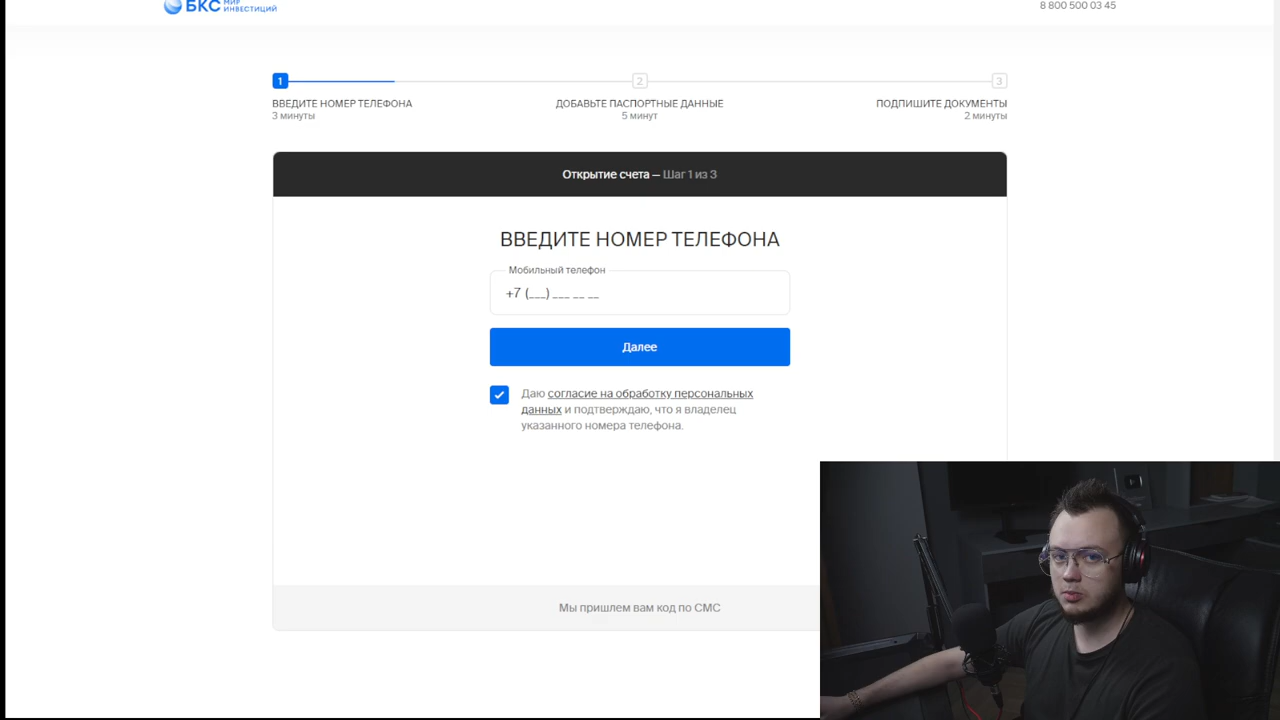 БКС МИР
ИНВЕСТИЦИЙ
8 800 500 03 45
1
2
3
ВВЕДИТЕ НОМЕР ТЕЛЕФОНА
3 минуты
ДОБАВЬТЕ ПАСПОРТНЫЕ ДАННЫЕ
5 минут
ПОДПИШИТЕ ДОКУМЕНТЫ
2 минуты
Открытие счета — Шаг 1 из 3
ВВЕДИТЕ НОМЕР ТЕЛЕФОНА
Мобильный телефон
+7 (___) ___ __ __
Далее
Даю согласие на обработку персональных
данных и подтверждаю, что я владелец
указанного номера телефона.
Мы пришлем вам код по СМС